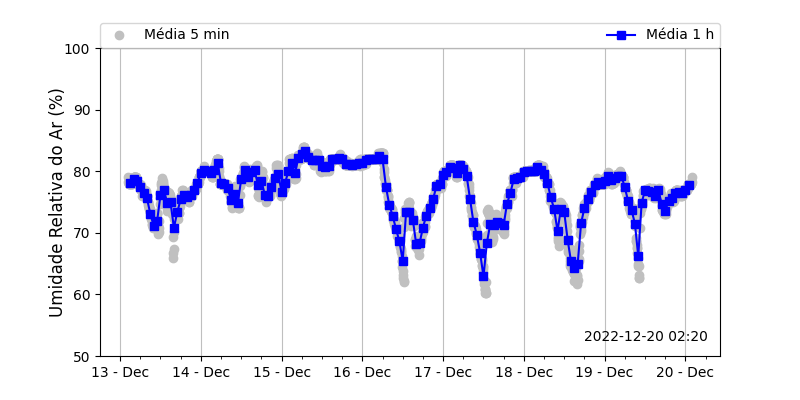 Média 5 min
Média 1 h
Umidade Relativa do Ar (%)
100
90
80
70
60
50
2022-12-20 02:20
13 - Dec
14 - Dec
15 - Dec
16 - Dec
17 - Dec
18 - Dec
19 - Dec
20 - Dec